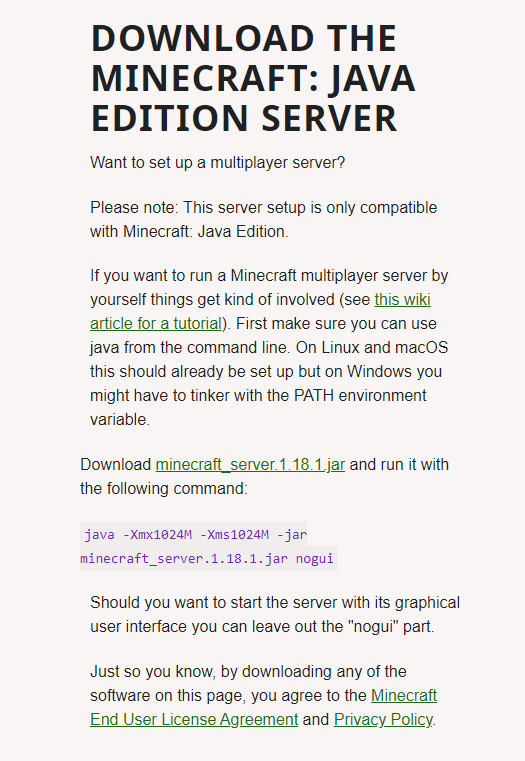 DOWNLOAD THE
MINECRAFT: JAVA
EDITION SERVER
Want to set up a multiplayer server?
Please note: This server setup is only compatible
with Minecraft: Java Edition.
If you want to run a Minecraft multiplayer server by
yourself things get kind of involved (see this wiki
article for a tutorial). First make sure you can use
java from the command line. On Linux and macOS
this should already be set up but on Windows you
might have to tinker with the PATH environment
variable.
Download minecraft_server.1.18.1.jar and run it with
the following command:
java -Xmx1024M -Xms1024M -jar
minecraft_server.1.18.1.jar nogui
Should you want to start the server with its graphical
user interface you can leave out the "nogui" part.
Just so you know, by downloading any of the
software on this page, you agree to the Minecraft
End User License Agreement and Privacy Policy.